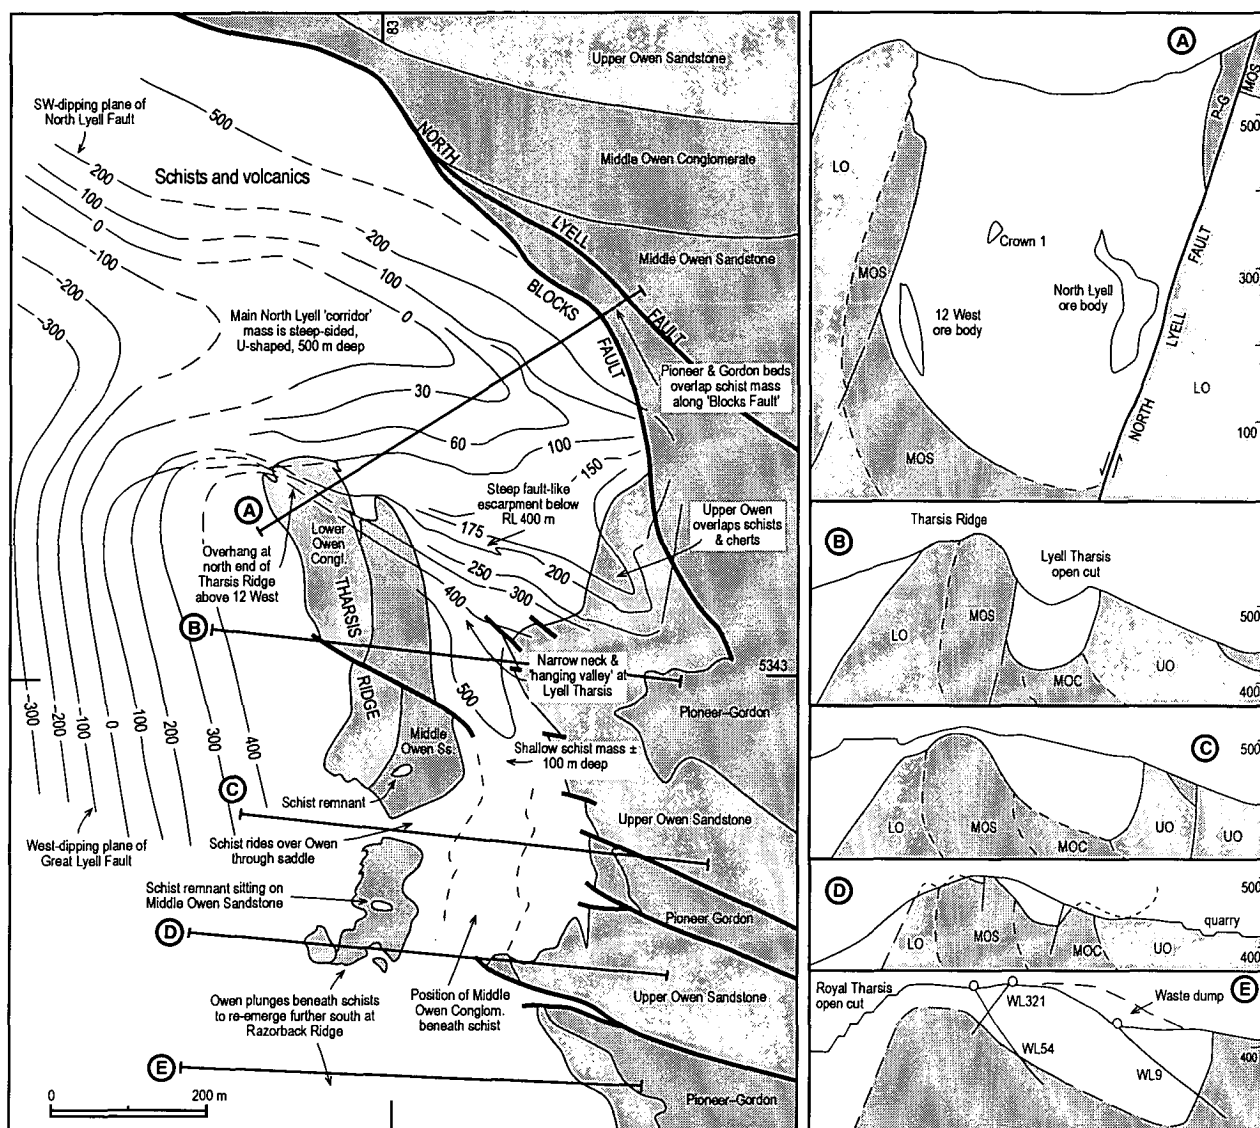 83
Upper Owen Sandstone
SW-dipping plane of
North Lyell Fault
500
NORTH
Schists and volcanics
Middle Owen Conglomerate
200
100
0
-100
-200
-300
200
100
0
LYELL
FAULT
Middle Owen Sandstone
BLOCKS
FAULT
Main North Lyell 'corridor'
mass is steep-sided,
U-shaped, 500 m deep
Pioneer & Gordon beds
overlap schist mass
along 'Blocks Fault'
30
60
100
150
Steep fault-like
escarpment below
RL 400 m
175
200
250
300
400
500
Upper Owen
overlaps schists
& cherts
A
Lower
Owen
Congl.
THARSIS
RIDGE
Overhang at
north end of
Tharsis Ridge
above 12 West
B
Narrow neck &
'hanging valley' at
Lyell Tharsis
5343
Pioneer–Gordon
-300
-200
-100
0
100
200
300
400
Middle
Owen Ss.
Shallow schist mass ±
100 m deep
C
Schist remnant
Upper Owen Sandstone
West-dipping plane of
Great Lyell Fault
Schist rides over Owen
through saddle
Schist remnant sitting on
Middle Owen Sandstone
Pioneer Gordon
D
Owen plunges beneath schists
to re-emerge further south at
Razorback Ridge
Position of Middle
Owen Conglom.
beneath schist
Upper Owen Sandstone
E
0
200 m
Pioneer–Gordon
A
P–G
MOS
500
LO
MOS
Crown 1
12 West
ore body
North Lyell
ore body
300
NORTH
LYELL
FAULT
LO
100
MOS
B
Tharsis Ridge
Lyell Tharsis
open cut
LO
MOS
MOC
UO
500
400
C
500
LO
MOS
MOC
UO
UO
D
500
quarry
LO
MOS
MOC
UO
400
E
Royal Tharsis
open cut
WL321
Waste dump
WL54
WL9
400